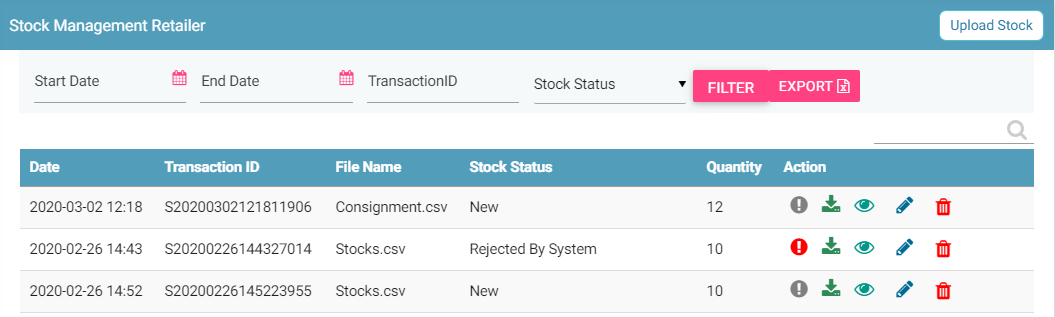 Stock Management Retailer Upload Stock
Start Date End Date TransactionID Stock Status FILTER EXPORT
Date Transaction ID File Name Stock Status Quantity Action
2020-03-02 12:18 S20200302121811906 Consignment.csv New 12
2020-02-26 14:43 S20200226144327014 Stocks.csv Rejected By System 10
2020-02-26 14:52 S20200226145223955 Stocks.csv New 10